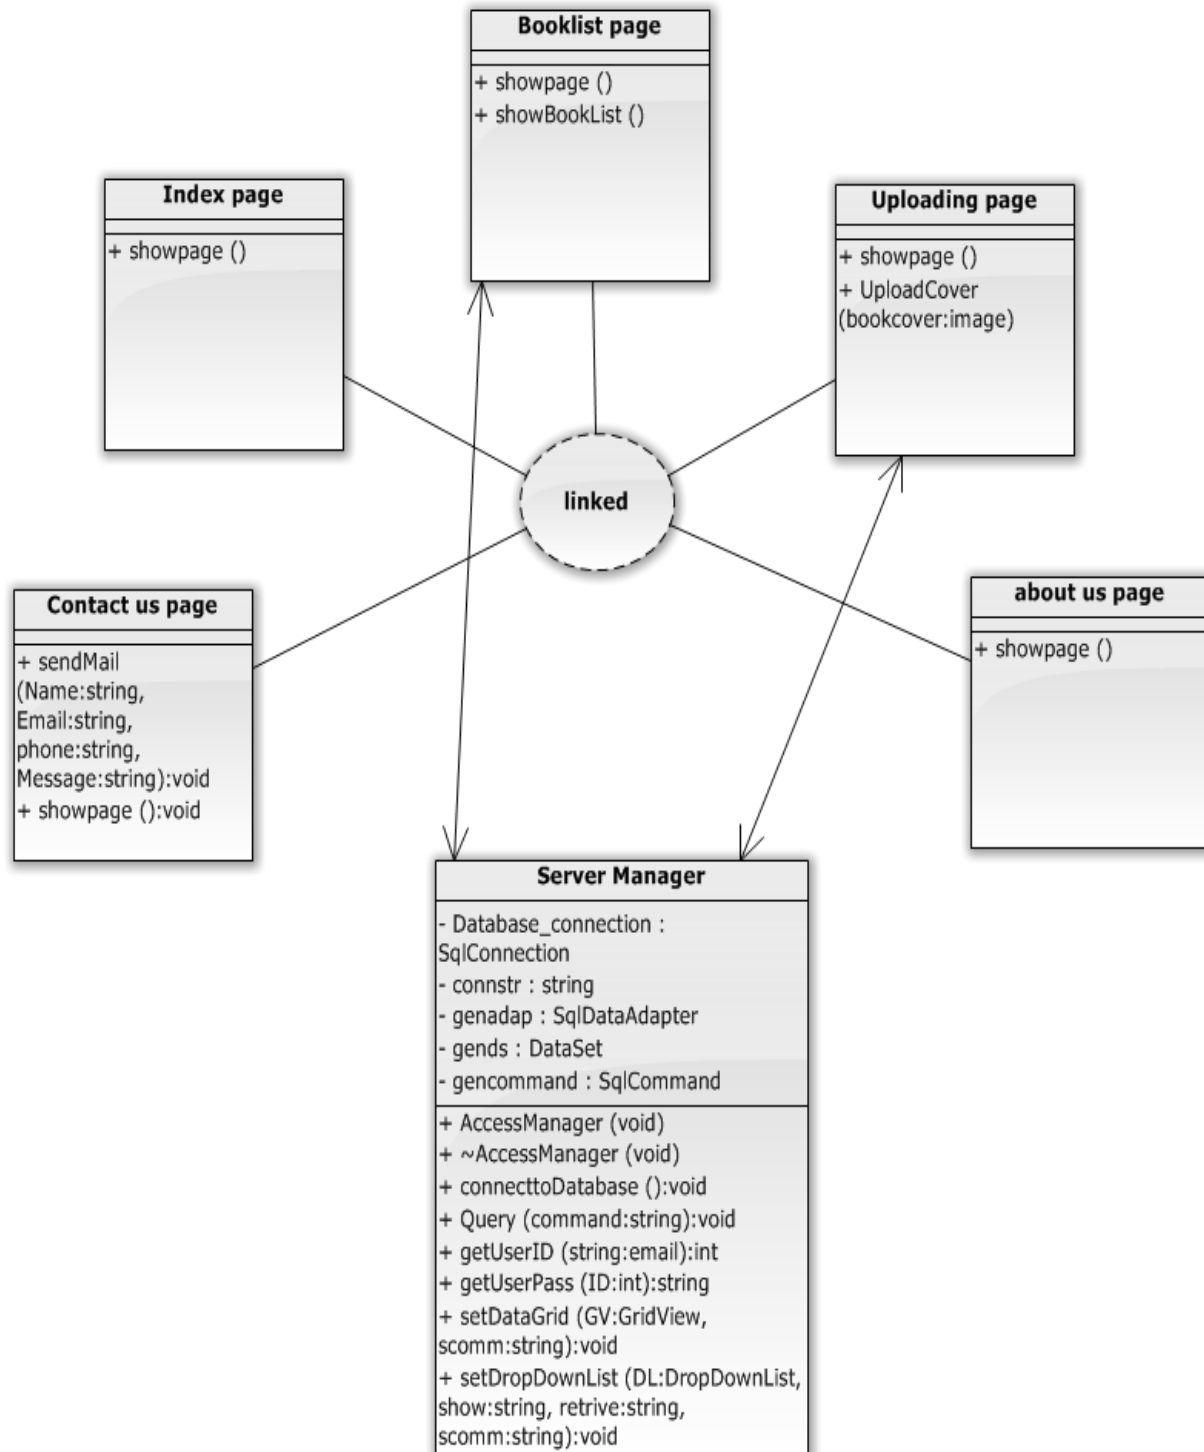 Booklist page
+ showpage ()
+ showBookList ()
Index page
+ showpage ()
Uploading page
+ showpage ()
+ UploadCover
(bookcover:image)
linked
Contact us page
+ sendMail
(Name:string,
Email:string,
phone:string,
Message:string):void
+ showpage ():void
about us page
+ showpage ()
Server Manager
- Database_connection :
SqlConnection
- connstr : string
- genadap : SqlDataAdapter
- gends : DataSet
- gencommand : SqlCommand
+ AccessManager (void)
+ ~AccessManager (void)
+ connecttoDatabase ():void
+ Query (command:string):void
+ getUserID (string:email):int
+ getUserPass (ID:int):string
+ setDataGrid (GV:GridView,
scomm:string):void
+ setDropDownList (DL:DropDownList,
show:string, retrive:string,
scomm:string):void